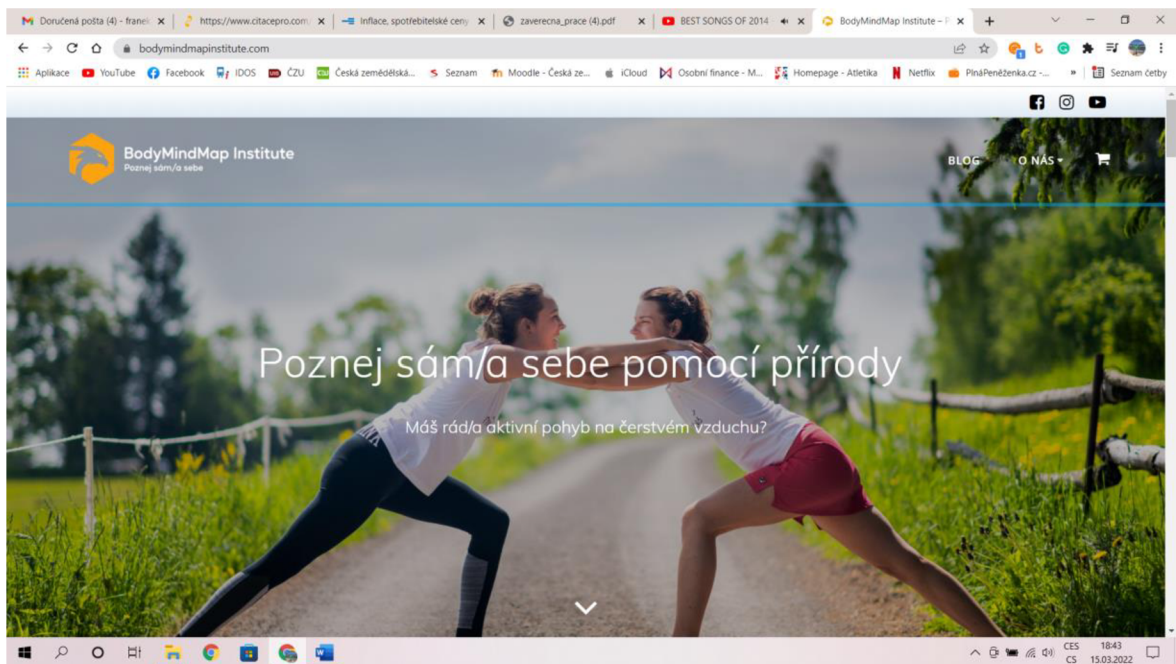 Doručená pošta (4) - franek
https://www.citacepro.com/
Inflace, spotřebitelské ceny
zaverecna_prace (4).pdf
BEST SONGS OF 2014
BodyMindMap Institute – P
bodymindmapinstitute.com
Aplikace
YouTube
Facebook
IDOS
ČZU
Česká zemědělská...
Seznam
Moodle - Česká ze...
iCloud
Osobní finance - M...
Homepage - Atletika
Netflix
PlnáPeněženka.cz -...
»
Seznam četby
BodyMindMap Institute
Poznej sám/a sebe
BLOG
O NÁS
Poznej sám/a sebe pomocí přírody
Máš rád/a aktivní pohyb na čerstvém vzduchu?
CES
CS
18:43
15.03.2022